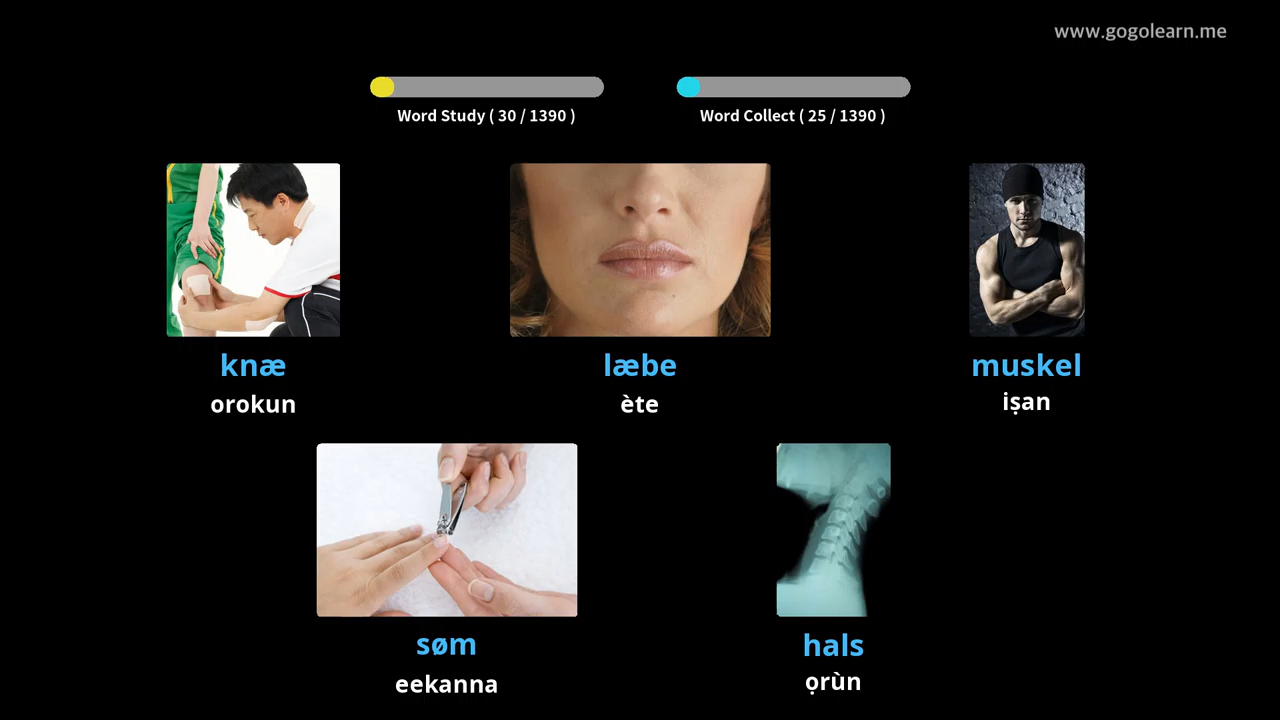 www.gogolearn.me
Word Study ( 30 / 1390 )
Word Collect ( 25 / 1390 )
knæ
orokun
læbe
ète
muskel
iṣan
søm
eekanna
hals
ọrùn